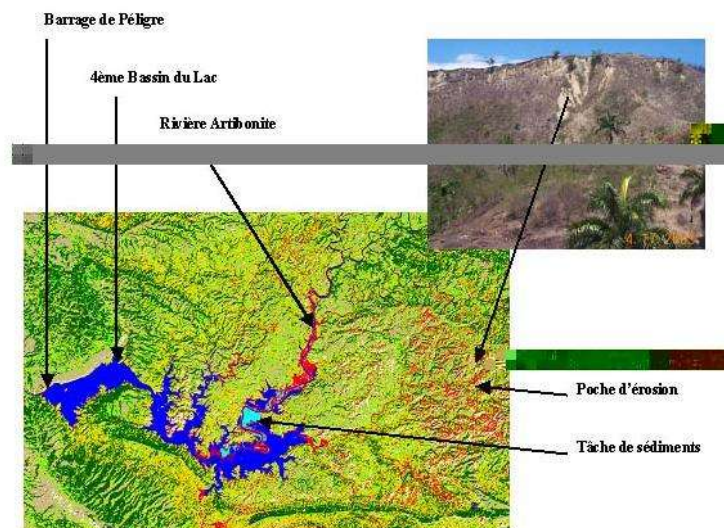 Barrage de Péligre
4ème Bassin du Lac
Rivière Artibonite
Poche d'érosion
Tâche de sédiments